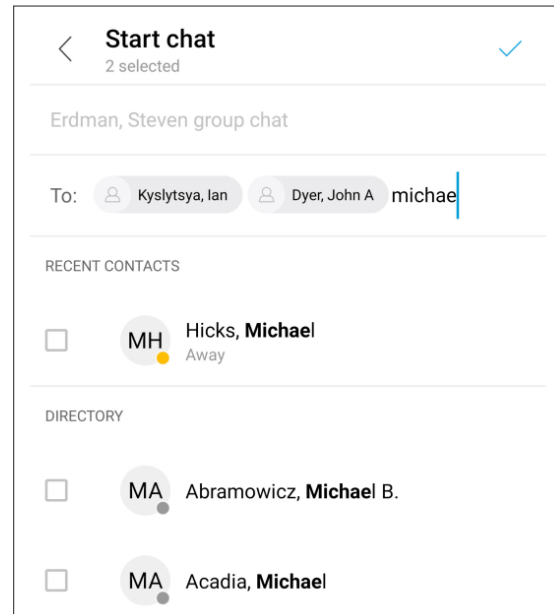 Start chat
2 selected
Erdman, Steven group chat
To: Kyslytsya, Ian Dyer, John A michae
RECENT CONTACTS
MH Hicks, Michael
Away
DIRECTORY
MA Abramowicz, Michael B.
MA Acadia, Michael